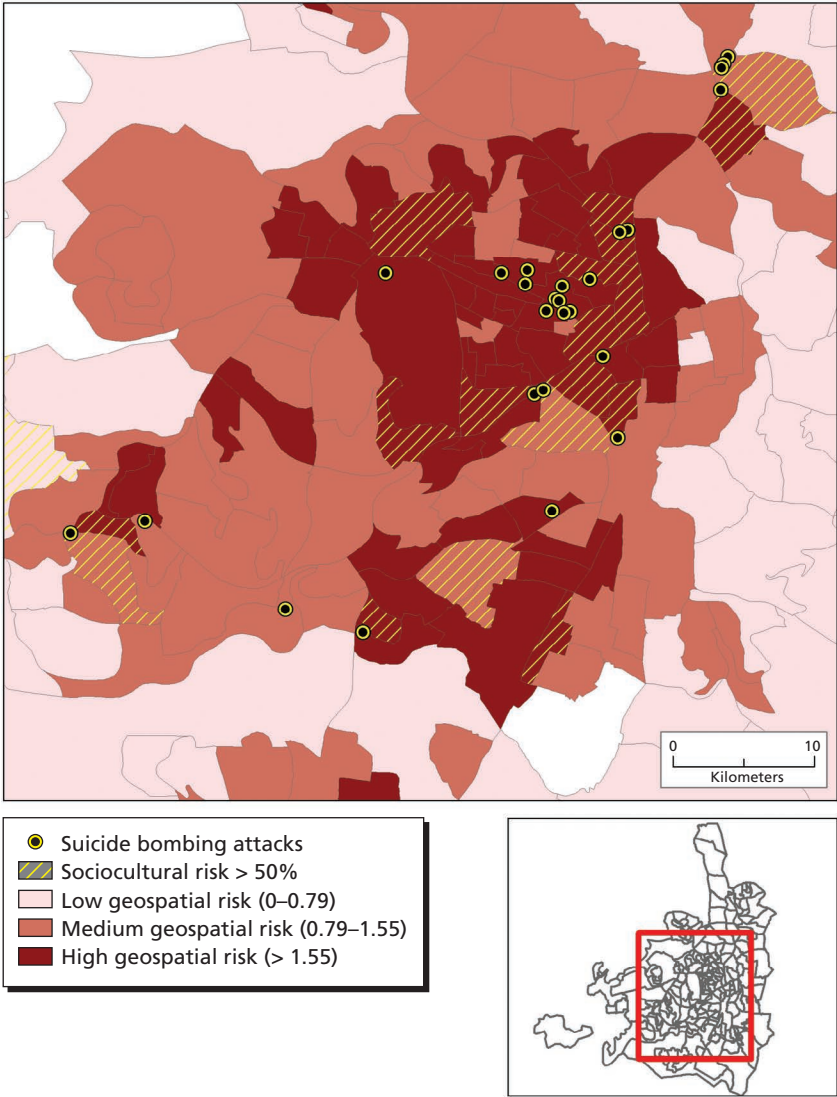 0 10
Kilometers
Suicide bombing attacks
Sociocultural risk > 50%
Low geospatial risk (0–0.79)
Medium geospatial risk (0.79–1.55)
High geospatial risk (> 1.55)